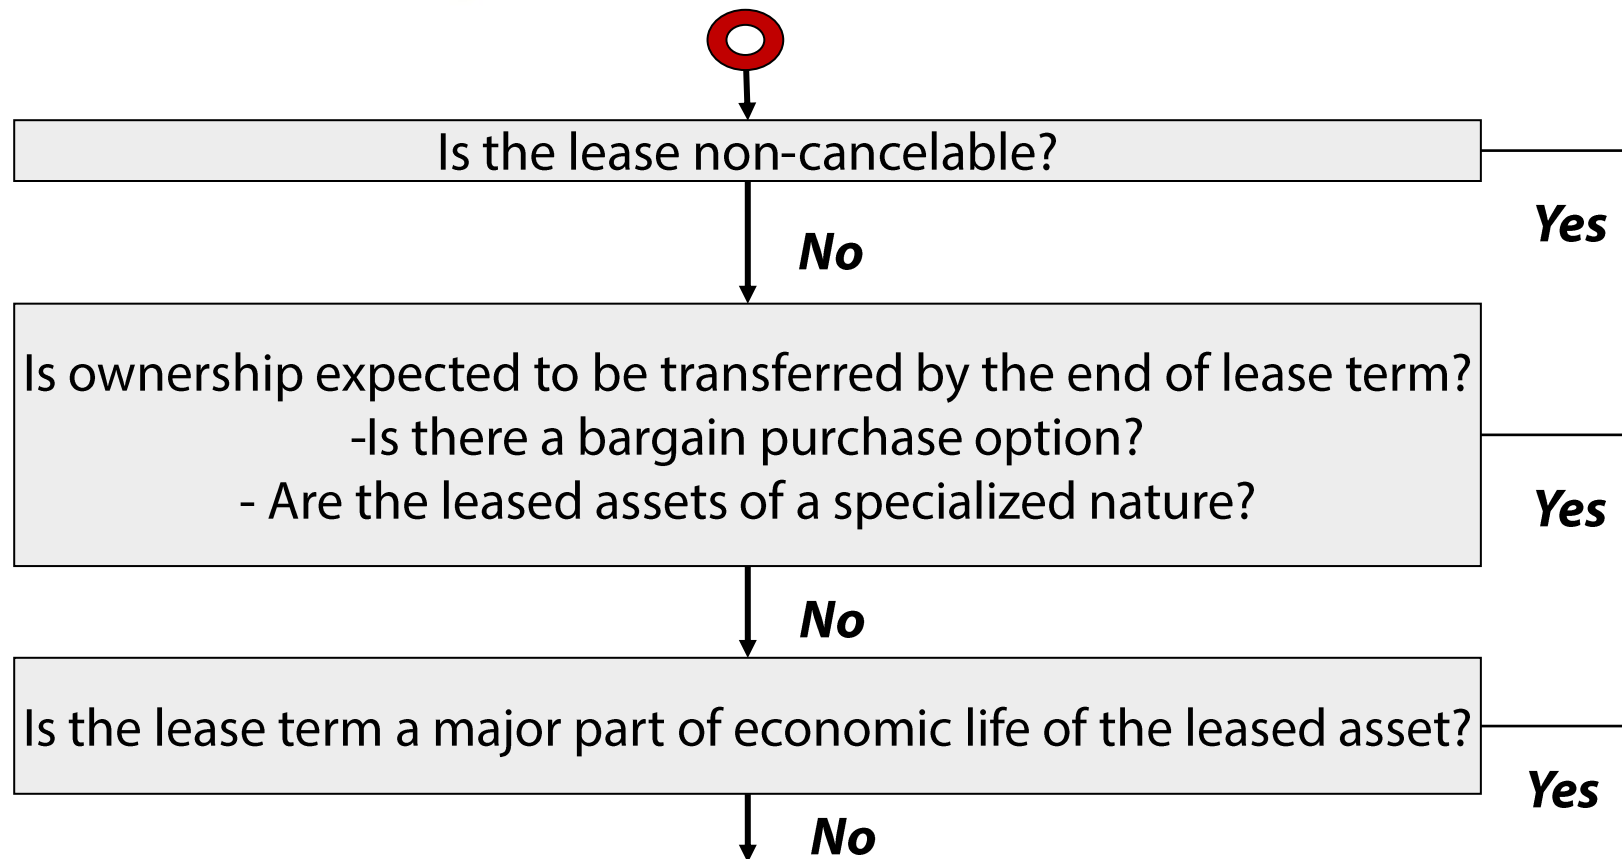 Is the lease non-cancelable?
Yes
No
Is ownership expected to be transferred by the end of lease term?
-Is there a bargain purchase option?
- Are the leased assets of a specialized nature?
Yes
No
Is the lease term a major part of economic life of the leased asset?
Yes
No